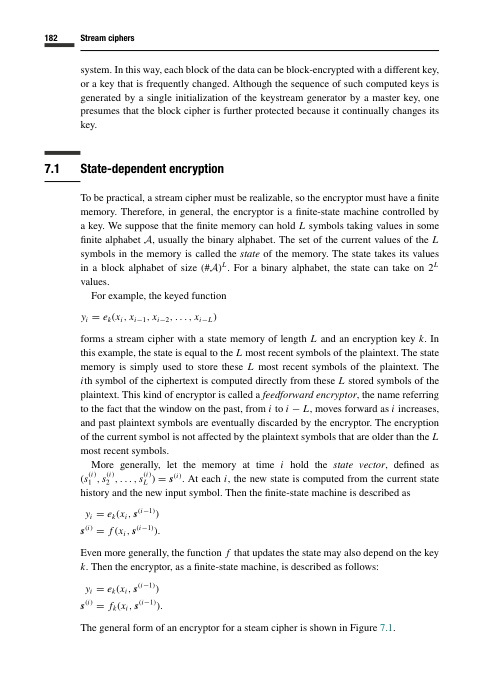 182 Stream ciphers
system. In this way, each block of the data can be block-encrypted with a different key,
or a key that is frequently changed. Although the sequence of such computed keys is
generated by a single initialization of the keystream generator by a master key, one
presumes that the block cipher is further protected because it continually changes its
key.
7.1 State-dependent encryption
To be practical, a stream cipher must be realizable, so the encryptor must have a finite
memory. Therefore, in general, the encryptor is a finite-state machine controlled by
a key. We suppose that the finite memory can hold L symbols taking values in some
finite alphabet 𝒜, usually the binary alphabet. The set of the current values of the L
symbols in the memory is called the state of the memory. The state takes its values
in a block alphabet of size (#𝒜)^L. For a binary alphabet, the state can take on 2^L
values.
For example, the keyed function
y_i = e_k(x_i, x_{i−1}, x_{i−2}, . . . , x_{i−L})
forms a stream cipher with a state memory of length L and an encryption key k. In
this example, the state is equal to the L most recent symbols of the plaintext. The state
memory is simply used to store these L most recent symbols of the plaintext. The
ith symbol of the ciphertext is computed directly from these L stored symbols of the
plaintext. This kind of encryptor is called a feedforward encryptor, the name referring
to the fact that the window on the past, from i to i − L, moves forward as i increases,
and past plaintext symbols are eventually discarded by the encryptor. The encryption
of the current symbol is not affected by the plaintext symbols that are older than the L
most recent symbols.
More generally, let the memory at time i hold the state vector, defined as
(s_1^{(i)}, s_2^{(i)}, . . . , s_L^{(i)}) = s^{(i)}. At each i, the new state is computed from the current state
history and the new input symbol. Then the finite-state machine is described as
y_i = e_k(x_i, s^{(i−1)})
s^{(i)} = f(x_i, s^{(i−1)}).
Even more generally, the function f that updates the state may also depend on the key
k. Then the encryptor, as a finite-state machine, is described as follows:
y_i = e_k(x_i, s^{(i−1)})
s^{(i)} = f_k(x_i, s^{(i−1)}).
The general form of an encryptor for a steam cipher is shown in Figure 7.1.